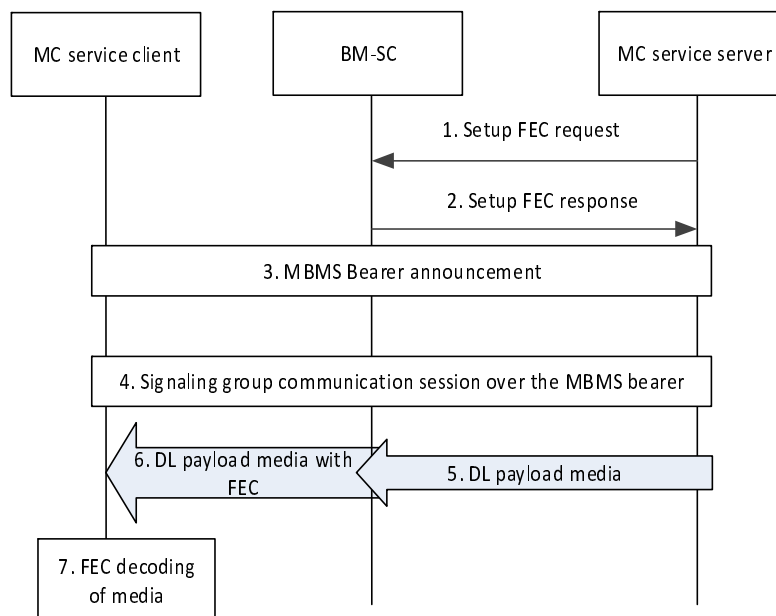 MC service client
BM-SC
MC service server
1. Setup FEC request
2. Setup FEC response
3. MBMS Bearer announcement
4. Signaling group communication session over the MBMS bearer
6. DL payload media with
FEC
5. DL payload media
7. FEC decoding
of media